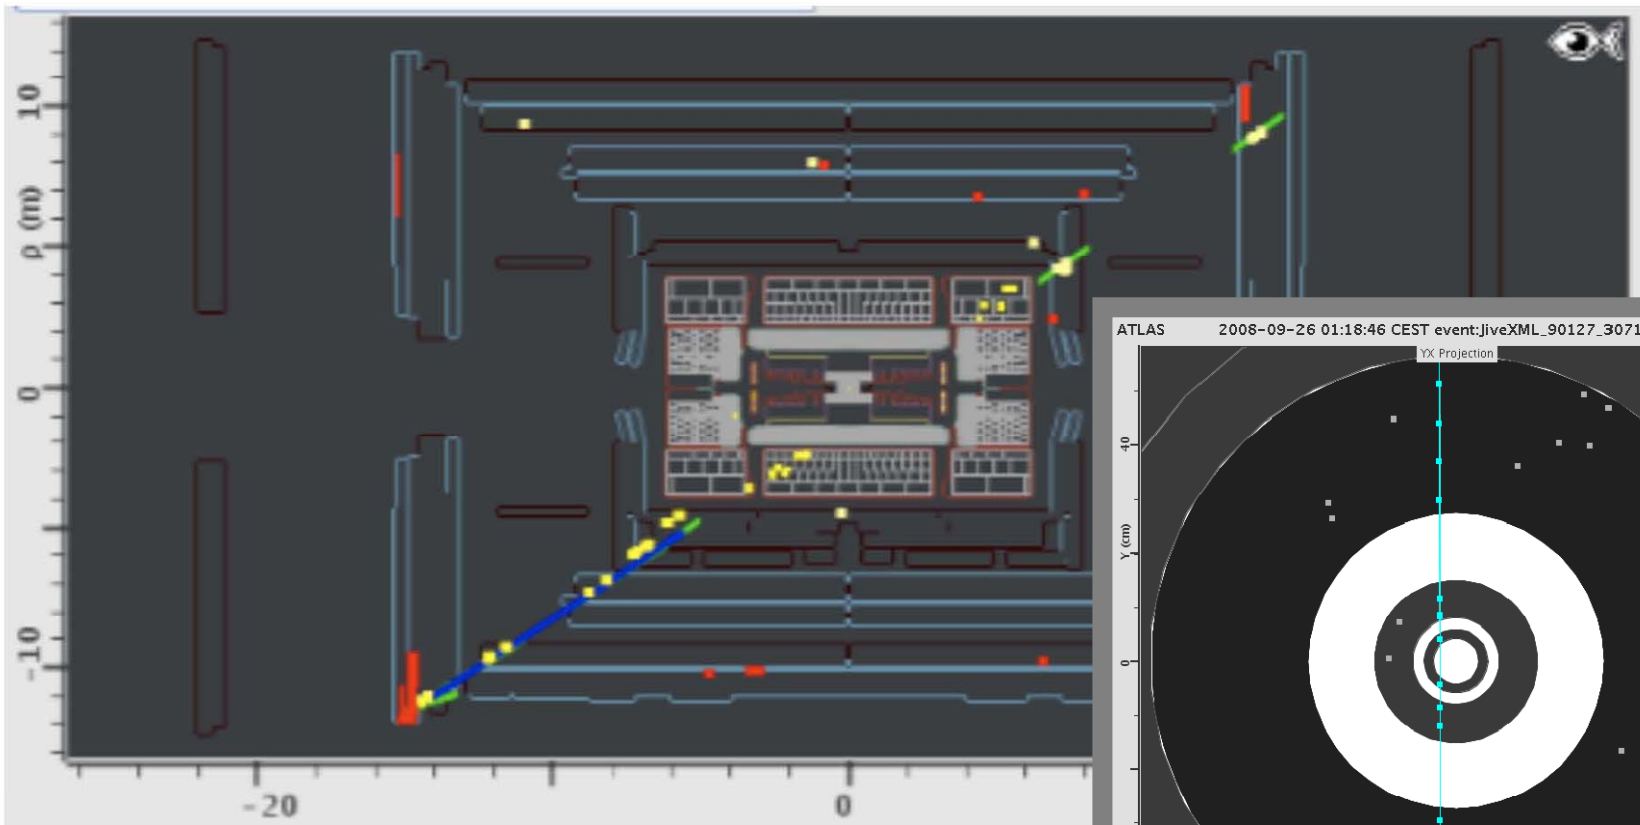 10
ρ (m)
0
-10
-20
0
ATLAS 2008-09-26 01:18:46 CEST event:JiveXML_90127_3071
YX Projection
40
Y (cm)
0